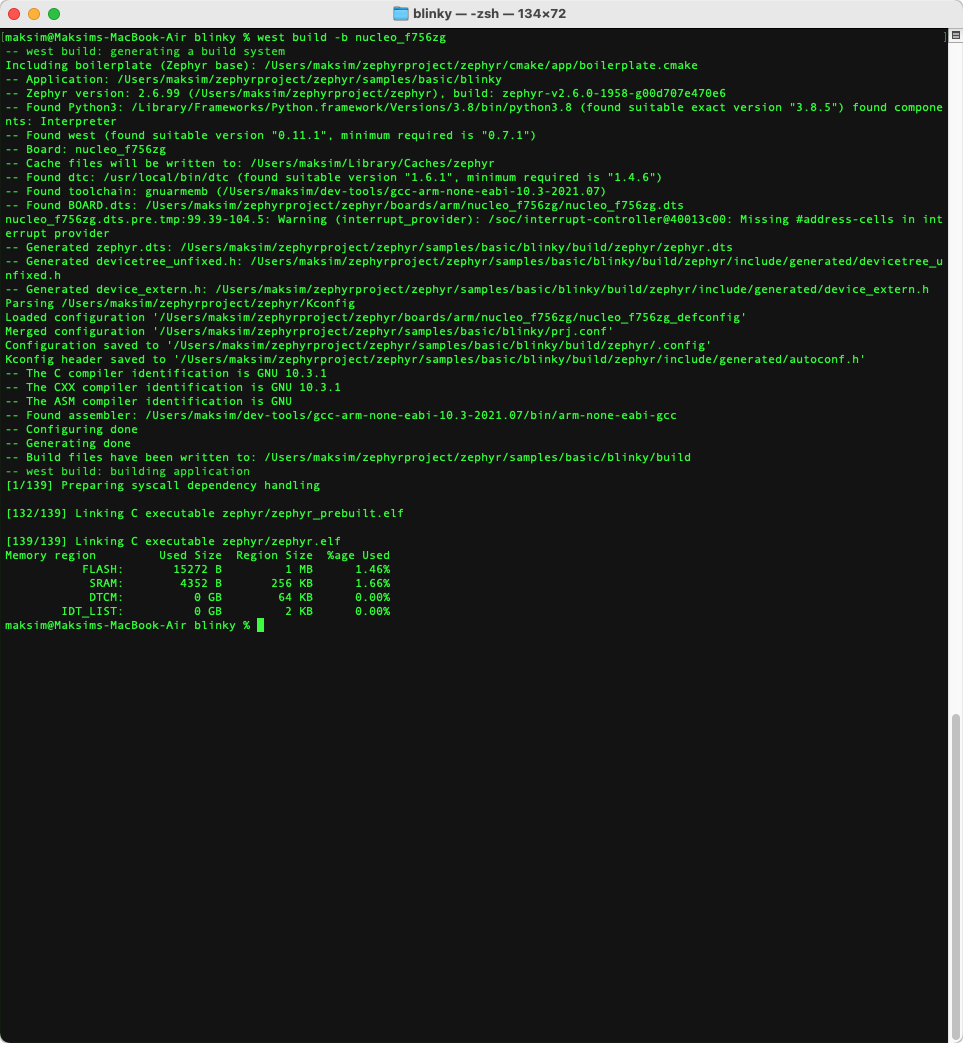 blinky — -zsh — 134×72
[maksim@Maksims-MacBook-Air blinky % west build -b nucleo_f756zg ]
-- west build: generating a build system
Including boilerplate (Zephyr base): /Users/maksim/zephyrproject/zephyr/cmake/app/boilerplate.cmake
-- Application: /Users/maksim/zephyrproject/zephyr/samples/basic/blinky
-- Zephyr version: 2.6.99 (/Users/maksim/zephyrproject/zephyr), build: zephyr-v2.6.0-1958-g00d707e470e6
-- Found Python3: /Library/Frameworks/Python.framework/Versions/3.8/bin/python3.8 (found suitable exact version "3.8.5") found compone
nts: Interpreter
-- Found west (found suitable version "0.11.1", minimum required is "0.7.1")
-- Board: nucleo_f756zg
-- Cache files will be written to: /Users/maksim/Library/Caches/zephyr
-- Found dtc: /usr/local/bin/dtc (found suitable version "1.6.1", minimum required is "1.4.6")
-- Found toolchain: gnuarmemb (/Users/maksim/dev-tools/gcc-arm-none-eabi-10.3-2021.07)
-- Found BOARD.dts: /Users/maksim/zephyrproject/zephyr/boards/arm/nucleo_f756zg/nucleo_f756zg.dts
nucleo_f756zg.dts.pre.tmp:99.39-104.5: Warning (interrupt_provider): /soc/interrupt-controller@40013c00: Missing #address-cells in int
errupt provider
-- Generated zephyr.dts: /Users/maksim/zephyrproject/zephyr/samples/basic/blinky/build/zephyr/zephyr.dts
-- Generated devicetree_unfixed.h: /Users/maksim/zephyrproject/zephyr/samples/basic/blinky/build/zephyr/include/generated/devicetree_u
nfixed.h
-- Generated device_extern.h: /Users/maksim/zephyrproject/zephyr/samples/basic/blinky/build/zephyr/include/generated/device_extern.h
Parsing /Users/maksim/zephyrproject/zephyr/Kconfig
Loaded configuration '/Users/maksim/zephyrproject/zephyr/boards/arm/nucleo_f756zg/nucleo_f756zg_defconfig'
Merged configuration '/Users/maksim/zephyrproject/zephyr/samples/basic/blinky/prj.conf'
Configuration saved to '/Users/maksim/zephyrproject/zephyr/samples/basic/blinky/build/zephyr/.config'
Kconfig header saved to '/Users/maksim/zephyrproject/zephyr/samples/basic/blinky/build/zephyr/include/generated/autoconf.h'
-- The C compiler identification is GNU 10.3.1
-- The CXX compiler identification is GNU 10.3.1
-- The ASM compiler identification is GNU
-- Found assembler: /Users/maksim/dev-tools/gcc-arm-none-eabi-10.3-2021.07/bin/arm-none-eabi-gcc
-- Configuring done
-- Generating done
-- Build files have been written to: /Users/maksim/zephyrproject/zephyr/samples/basic/blinky/build
-- west build: building application
[1/139] Preparing syscall dependency handling
[132/139] Linking C executable zephyr/zephyr_prebuilt.elf
[139/139] Linking C executable zephyr/zephyr.elf
Memory region         Used Size  Region Size  %age Used
           FLASH:       15272 B         1 MB      1.46%
            SRAM:        4352 B       256 KB      1.66%
            DTCM:          0 GB        64 KB      0.00%
        IDT_LIST:          0 GB         2 KB      0.00%
maksim@Maksims-MacBook-Air blinky %